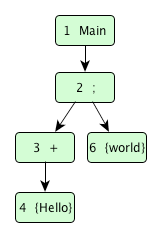 1 Main
2 ;
3 +
6 {world}
4 {Hello}